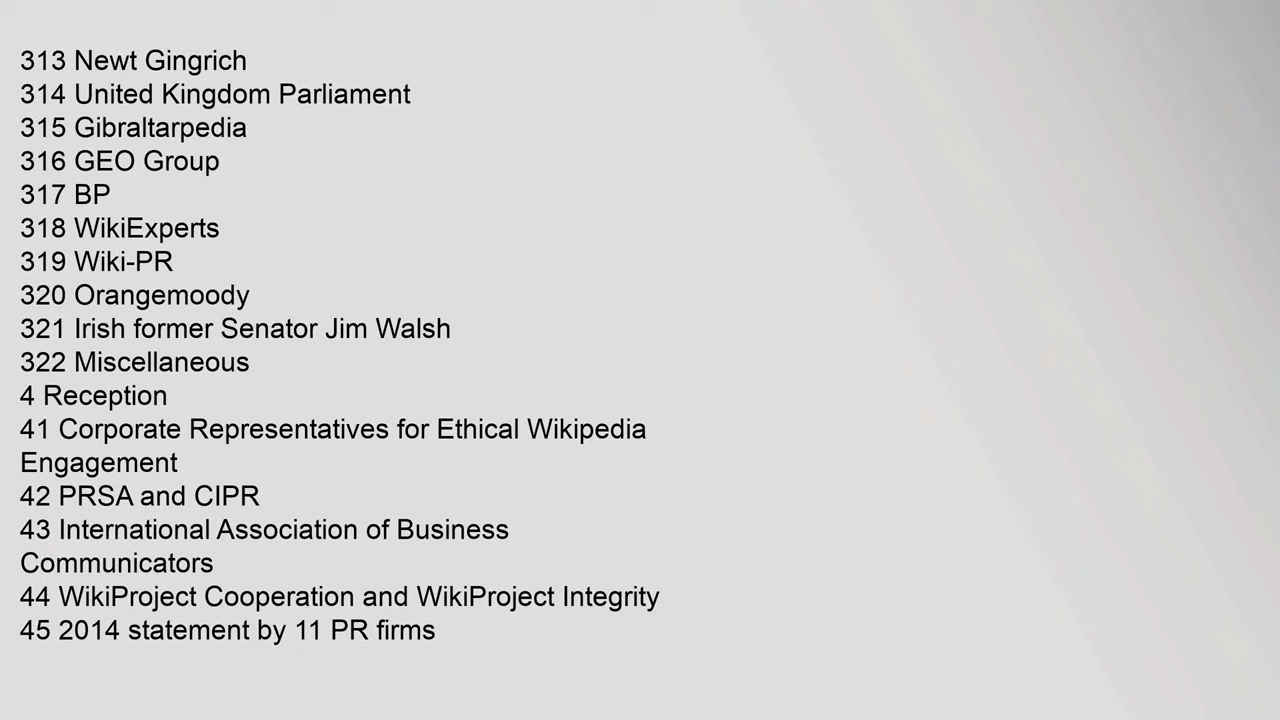 313 Newt Gingrich
314 United Kingdom Parliament
315 Gibraltarpedia
316 GEO Group
317 BP
318 WikiExperts
319 Wiki-PR
320 Orangemoody
321 Irish former Senator Jim Walsh
322 Miscellaneous
4 Reception
41 Corporate Representatives for Ethical Wikipedia
Engagement
42 PRSA and CIPR
43 International Association of Business
Communicators
44 WikiProject Cooperation and WikiProject Integrity
45 2014 statement by 11 PR firms